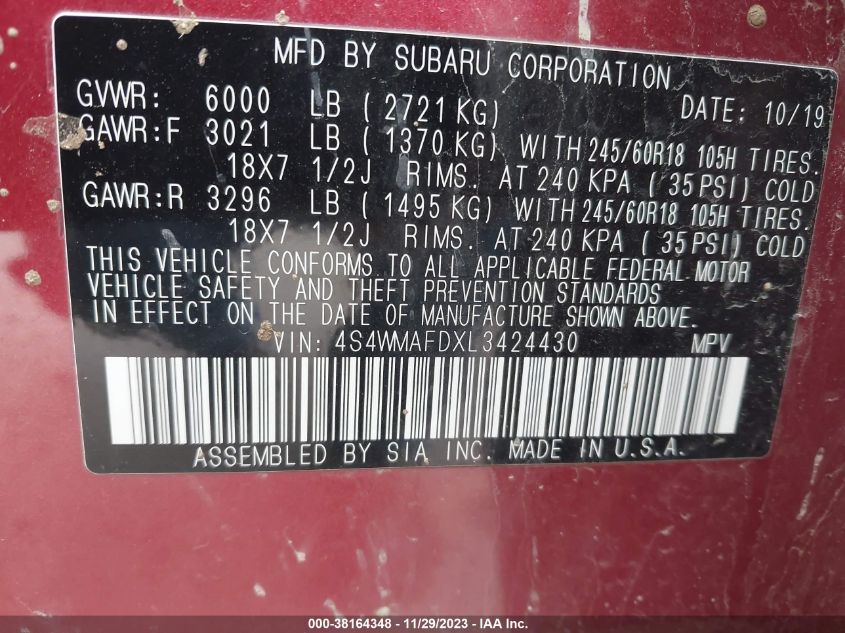 MFD BY SUBARU CORPORATION
GVWR: 6000 LB (2721KG) DATE: 10/19
GAWR:F 3021 LB (1370 KG) WITH 245/60R18 105H TIRES.
18X7 1/2J RIMS. AT 240 KPA (35 PSI) COLD
GAWR:R 3296 LB (1495 KG) WITH 245/60R18 105H TIRES.
18X7 1/2J RIMS. AT 240 KPA (35 PSI) COLD
THIS VEHICLE CONFORMS TO ALL APPLICABLE FEDERAL MOTOR
VEHICLE SAFETY AND THEFT PREVENTION STANDARDS
IN EFFECT ON THE DATE OF MANUFACTURE SHOWN ABOVE.
VIN: 4S4WMAFDXL3424430 MPV
ASSEMBLED BY SIA INC. MADE IN U.S.A.
000-38164348 - 11/29/2023 - IAA Inc.